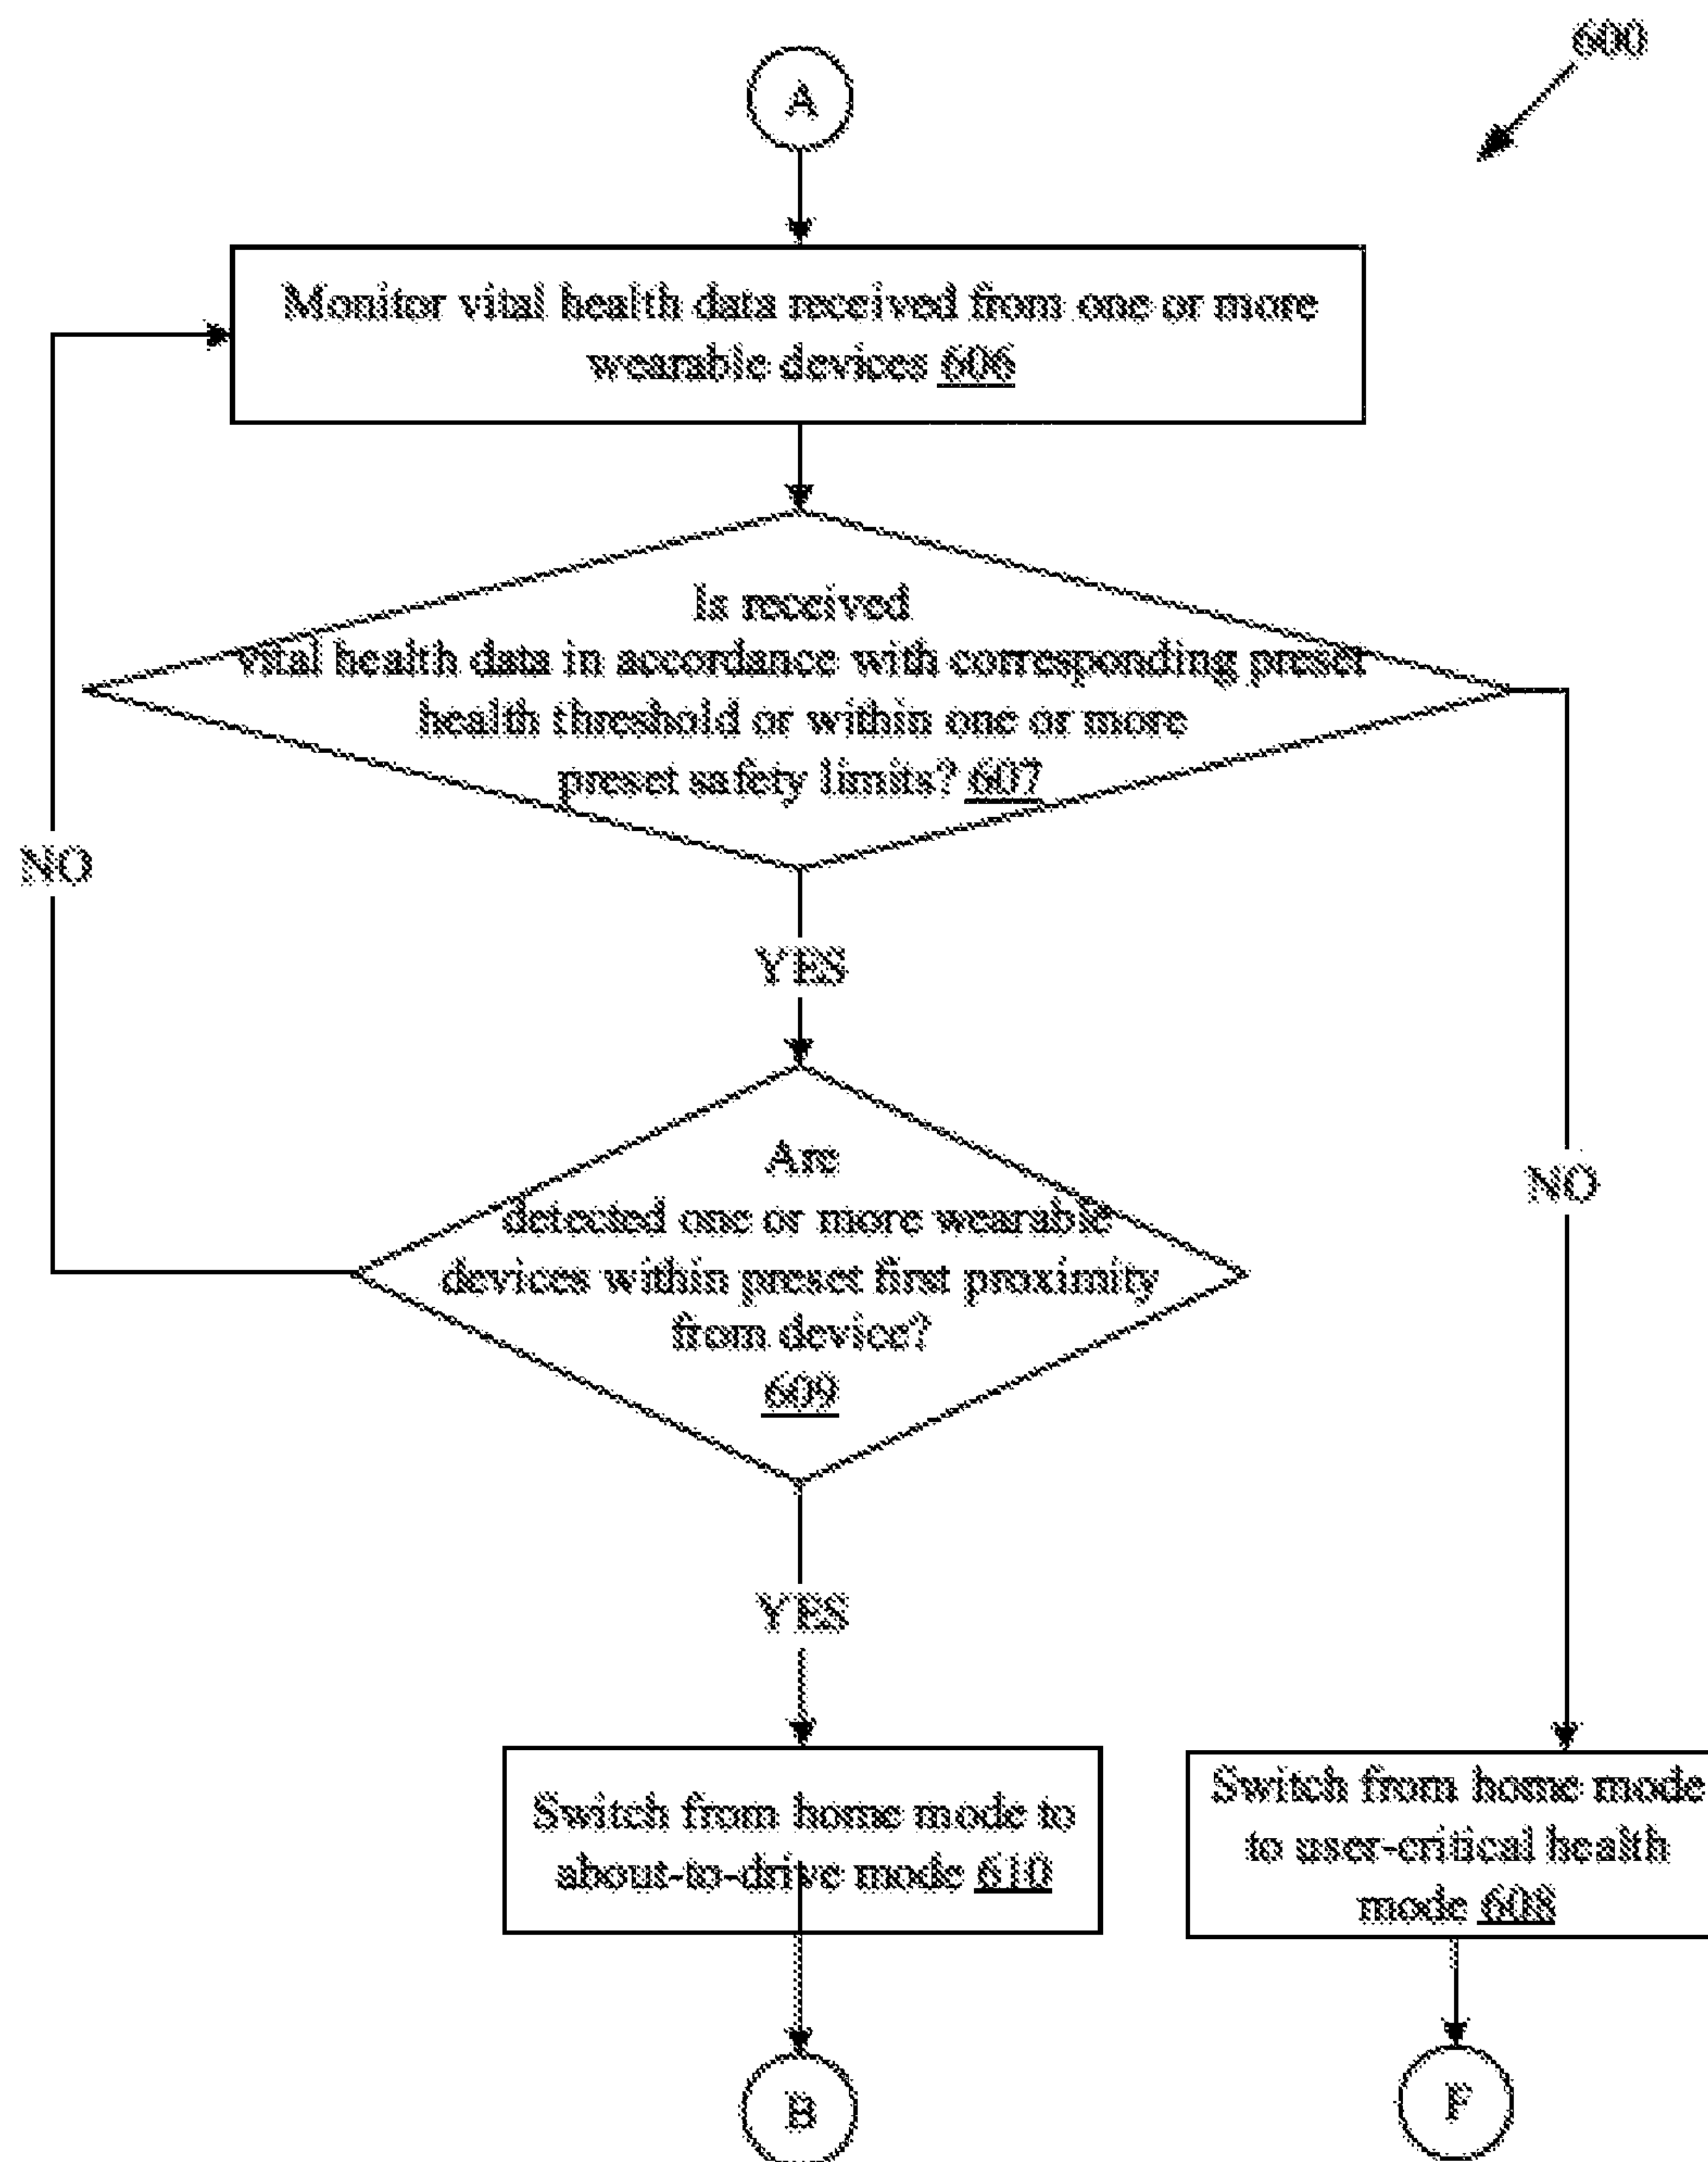 600
A
Monitor vital health data received from one or more
wearable devices 606
Is received
vital health data in accordance with corresponding preset
health threshold or within one or more
preset safety limits? 607
NO
YES
Are
detected one or more wearable
devices within preset first proximity
from device?
609
NO
YES
Switch from home mode to
about-to-drive mode 610
Switch from home mode
to user-critical health
mode 608
B
F